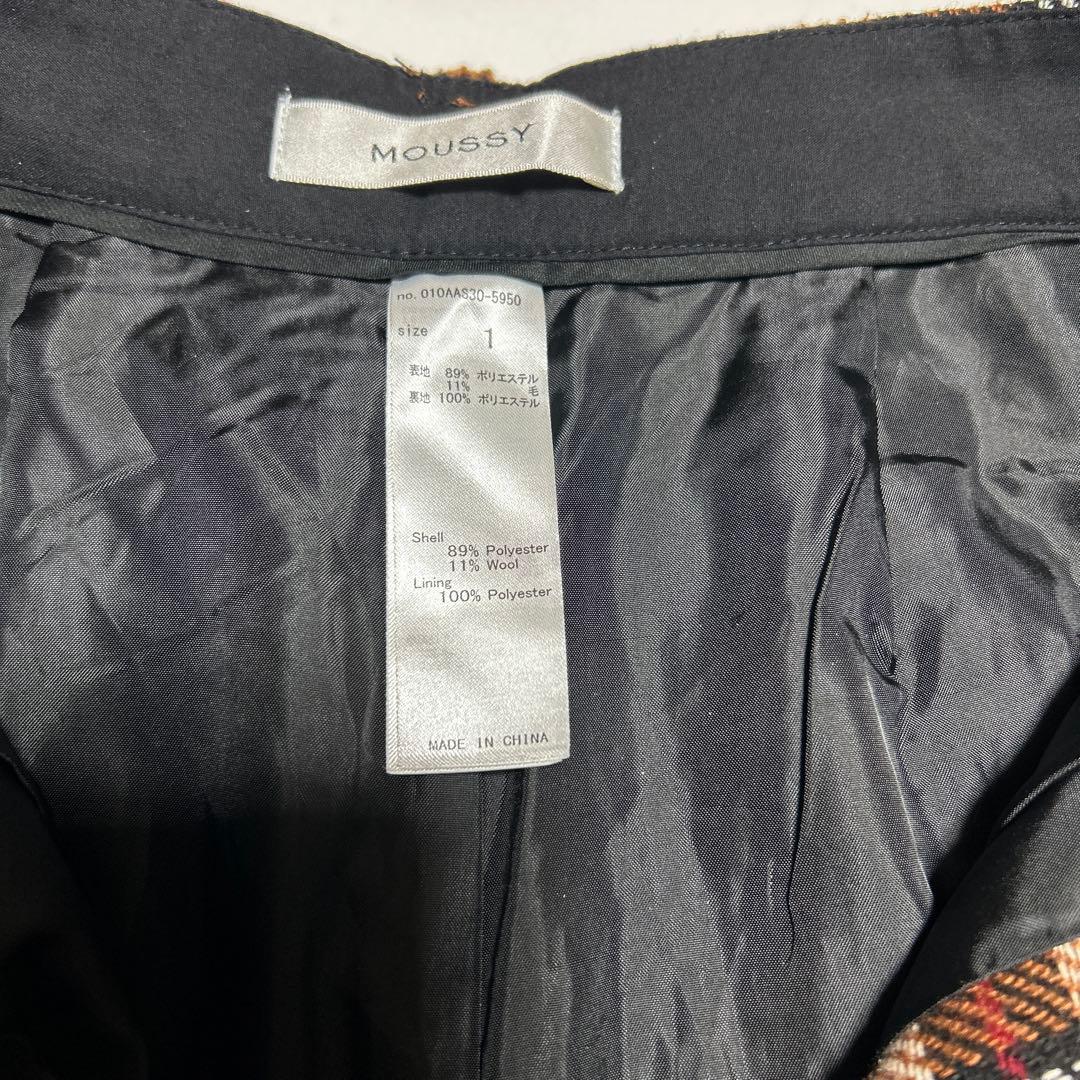 MOUSSY
no. 010AAS30-5950
size 1
表地 89% ポリエステル
11% 毛
裏地 100% ポリエステル
Shell
89% Polyester
11% Wool
Lining
100% Polyester
MADE IN CHINA